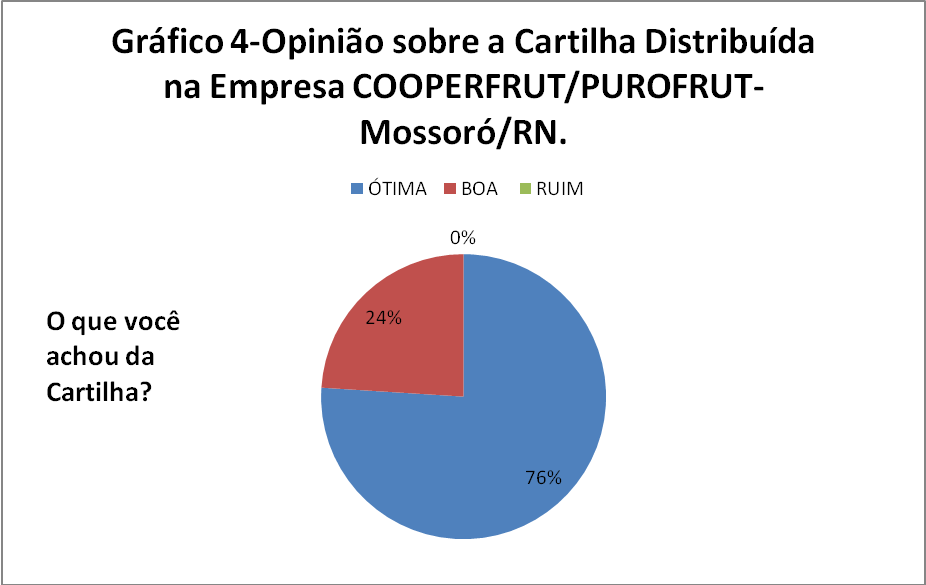 Gráfico 4-Opinião sobre a Cartilha Distribuída
na Empresa COOPERFRUT/PUROFRUT-
Mossoró/RN.
ÓTIMA BOA RUIM
0%
24%
O que você
achou da
Cartilha?
76%